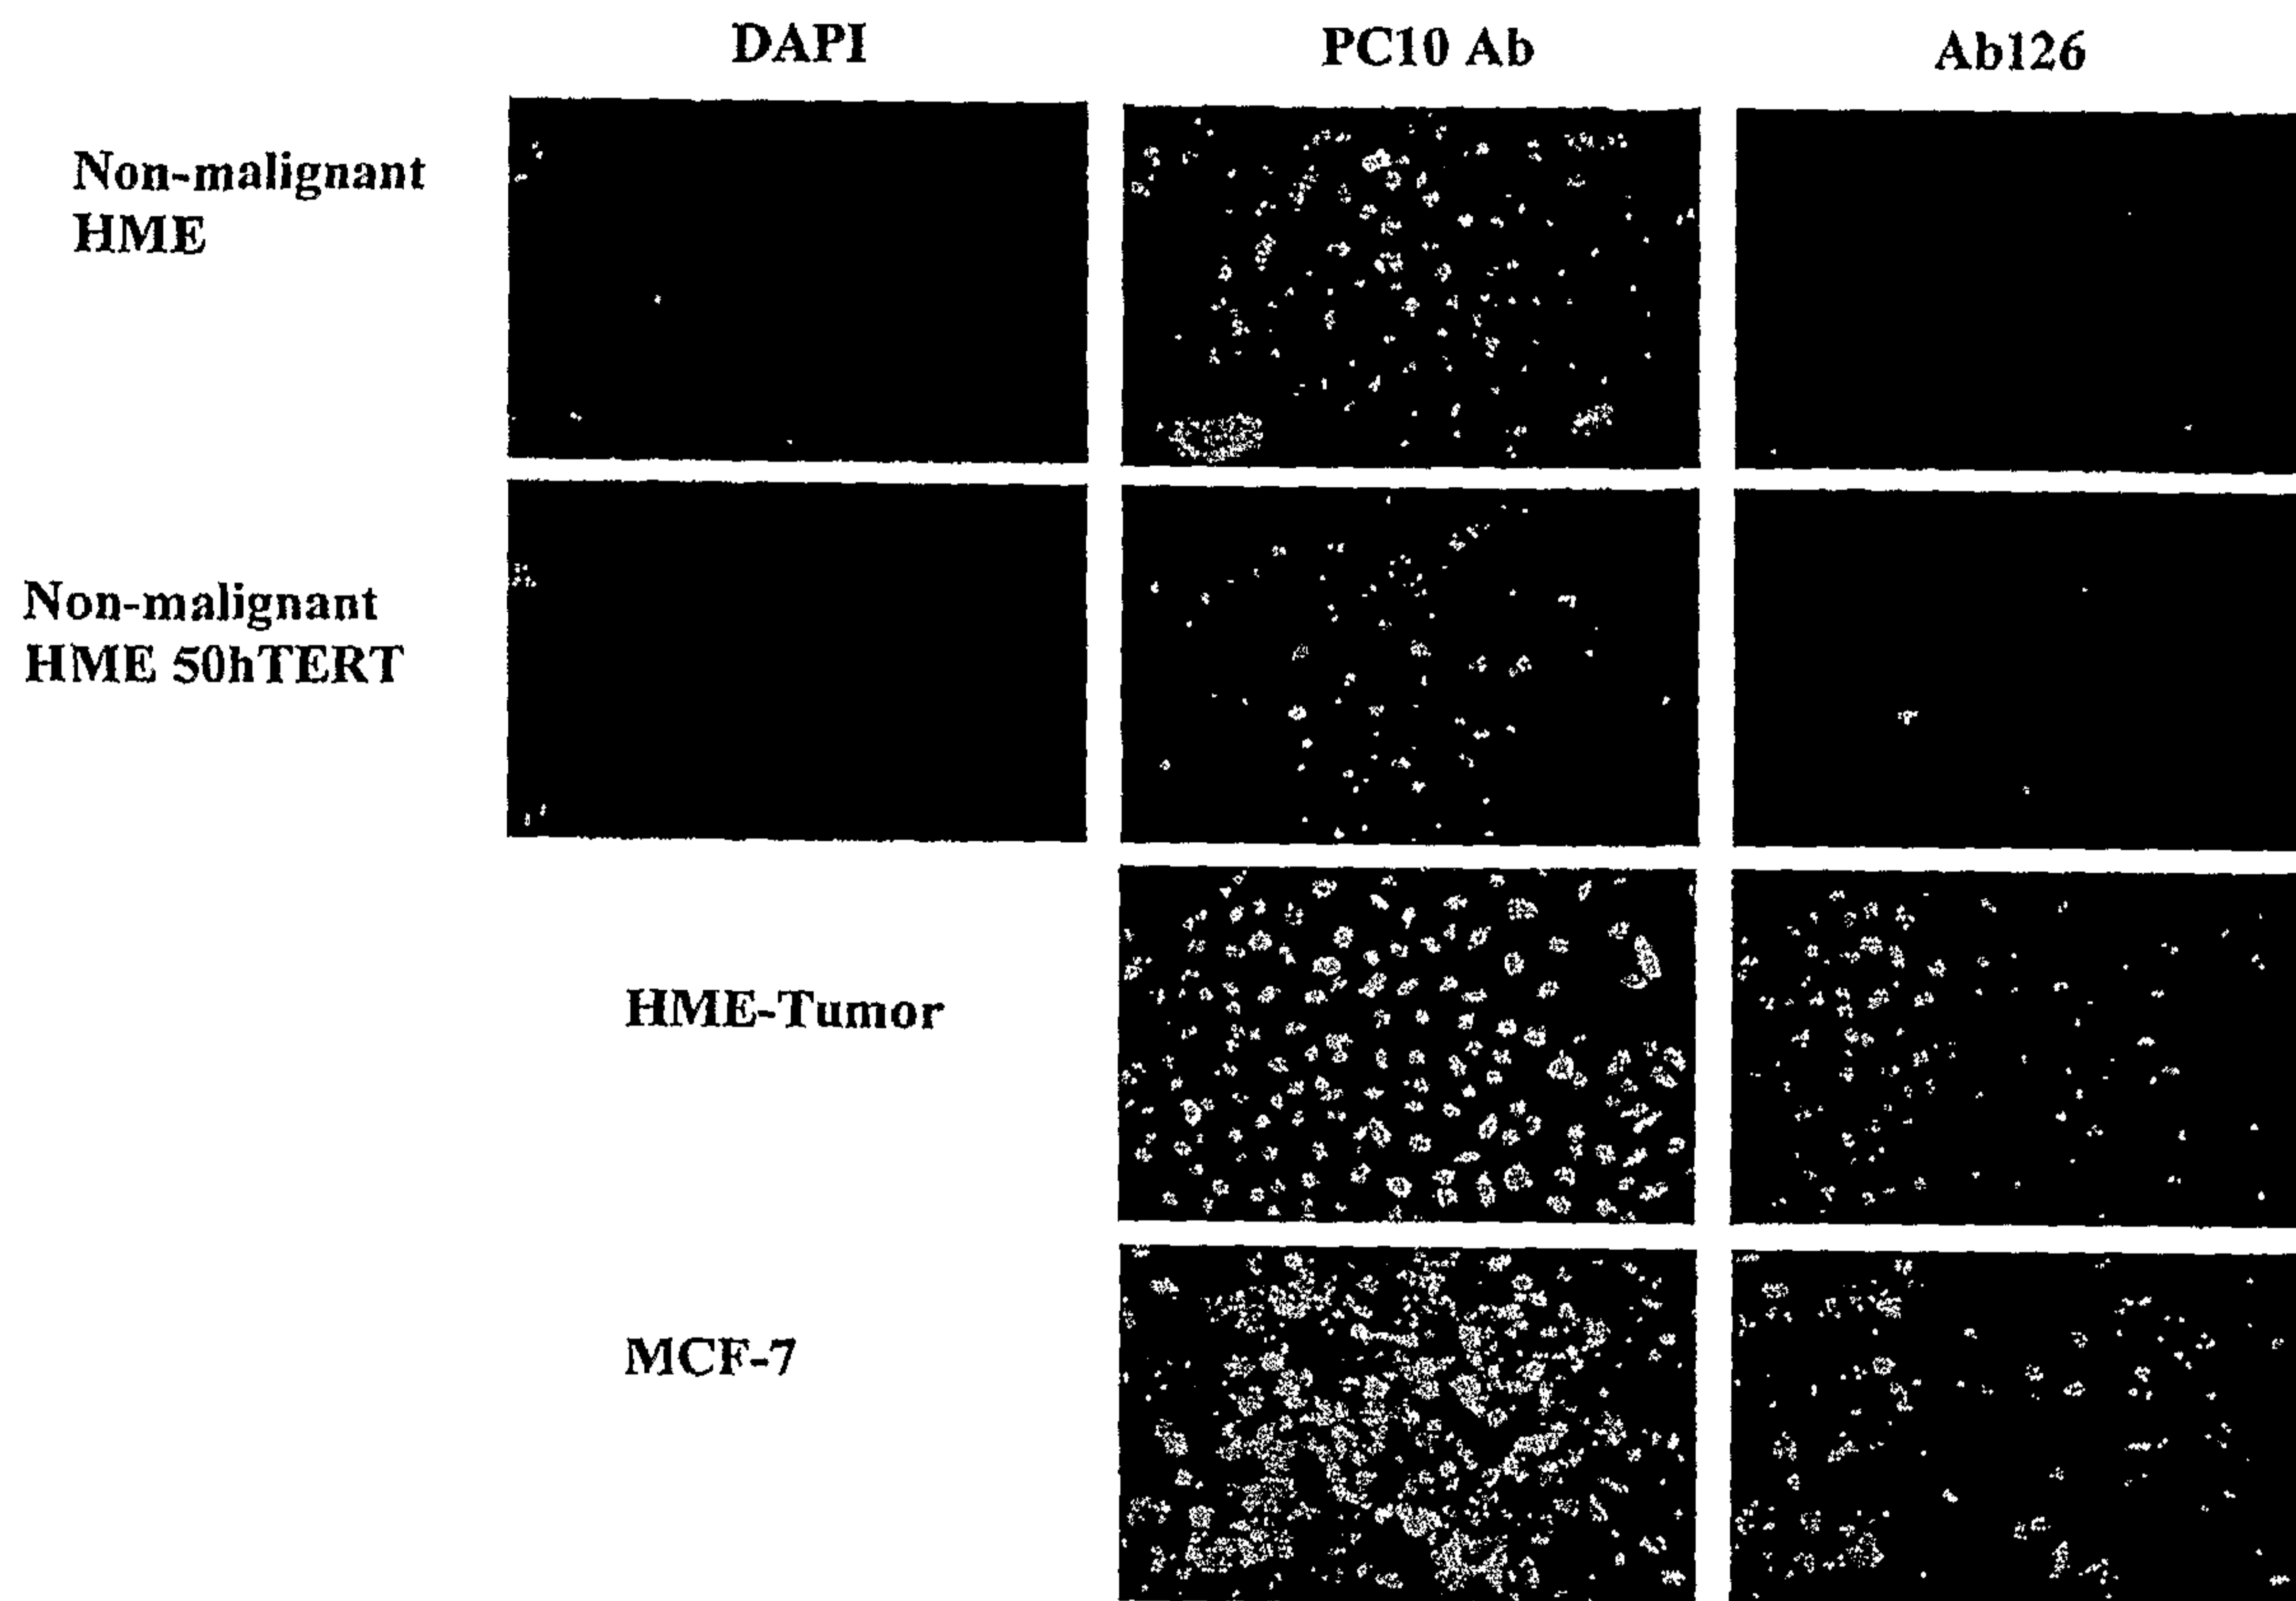 DAPI
PC10 Ab
Ab126
Non-malignant
HME
Non-malignant
HME 50hTERT
HME-Tumor
MCF-7